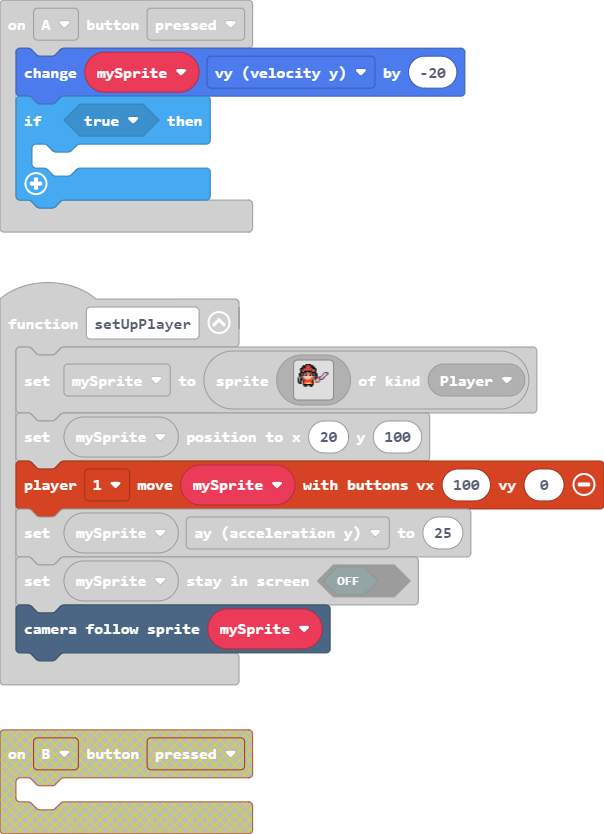 on A button pressed
change mySprite vy (velocity y) by -20
if true then
function setUpPlayer
set mySprite to sprite of kind Player
set mySprite position to x 20 y 100
player 1 move mySprite with buttons vx 100 vy 0
set mySprite ay (acceleration y) to 25
set mySprite stay in screen OFF
camera follow sprite mySprite
on B button pressed